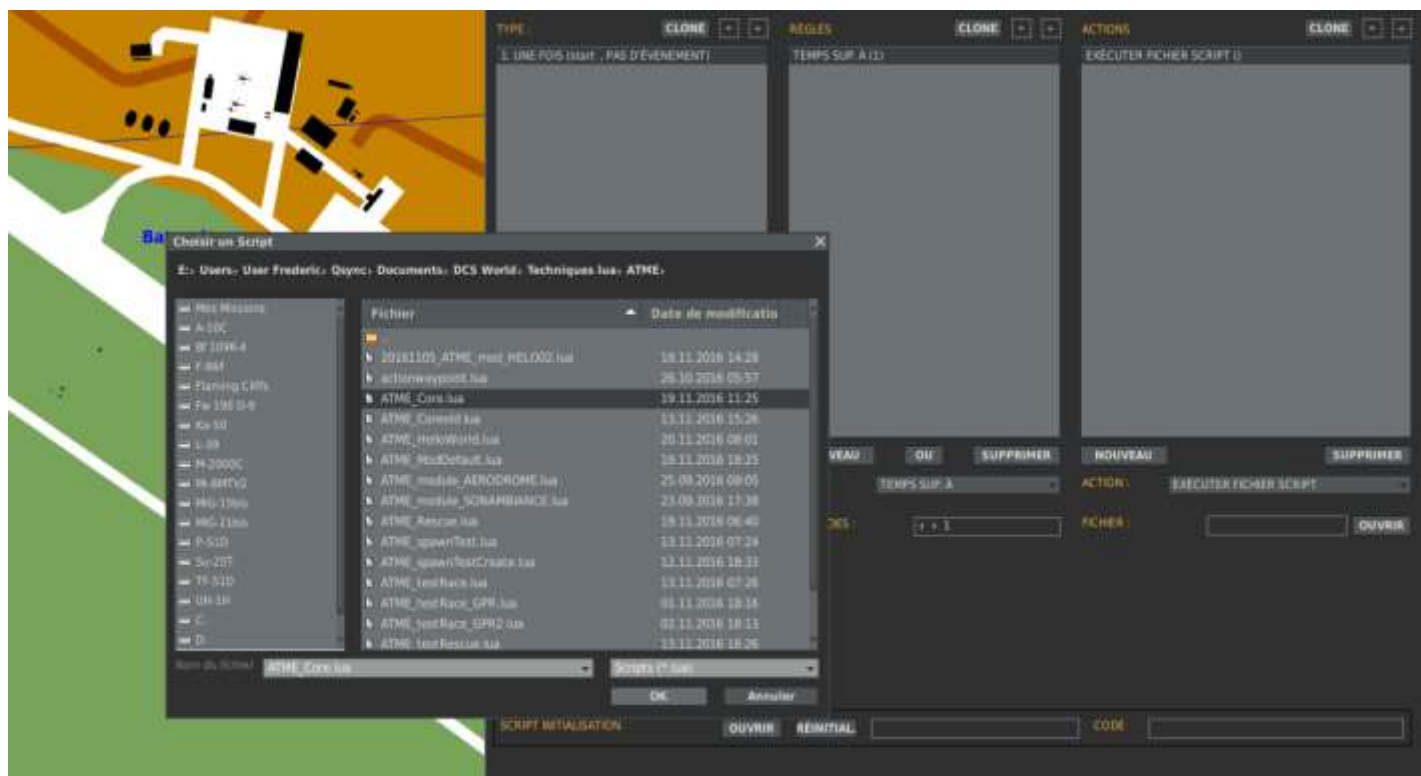 TYPE : CLONE + - RÈGLES : CLONE + - ACTIONS CLONE + -
1. UNE FOIS (start , PAS D'ÉVÉNEMENT) TEMPS SUP. À (1) EXÉCUTER FICHIER SCRIPT ()
Ba
Choisir un Script
E:› Users› User Frederic› Qsync› Documents› DCS World› Techniques lua› ATME›
Mes Missions
A-10C
Bf 109K-4
F-86F
Flaming Cliffs
Fw 190 D-9
Ka-50
L-39
M-2000C
Mi-8MTV2
MiG-15bis
MiG-21bis
P-51D
Su-25T
TF-51D
UH-1H
C:
D:
Fichier Date de modificatio
..
20161105_ATME_mod_HELO02.lua 18.11.2016 14:28
actionwaypoint.lua 26.10.2016 05:57
ATME_Core.lua 19.11.2016 11:25
ATME_Coreold.lua 13.11.2016 15:26
ATME_HelloWorld.lua 20.11.2016 08:01
ATME_ModDefault.lua 18.11.2016 18:25
ATME_module_AERODROME.lua 25.09.2016 09:05
ATME_module_SONAMBIANCE.lua 23.09.2016 17:38
ATME_Rescue.lua 19.11.2016 06:40
ATME_spawnTest.lua 13.11.2016 07:24
ATME_spawnTestCreate.lua 12.11.2016 18:33
ATME_testRace.lua 13.11.2016 07:26
ATME_testRace_GPR.lua 01.11.2016 18:16
ATME_testRace_GPR2.lua 02.11.2016 18:13
ATME_testRescue.lua 13.11.2016 18:26
Nom du fichier ATME_Core.lua Scripts (*.lua)
OK Annuler
VEAU OU SUPPRIMER NOUVEAU SUPPRIMER
TEMPS SUP. À ACTION : EXÉCUTER FICHIER SCRIPT
DES : 1 FICHIER : OUVRIR
SCRIPT INITIALISATION OUVRIR RÉINITIAL. CODE